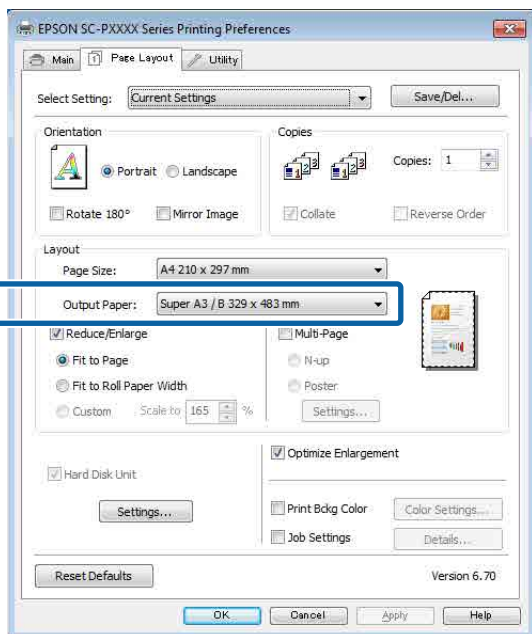 EPSON SC-PXXXX Series Printing Preferences
Main Page Layout Utility
Select Setting: Current Settings Save/Del...
Orientation
Portrait Landscape
Rotate 180° Mirror Image
Copies
Copies: 1
Collate Reverse Order
Layout
Page Size: A4 210 x 297 mm
Output Paper: Super A3 / B 329 x 483 mm
Reduce/Enlarge
Fit to Page
Fit to Roll Paper Width
Custom Scale to 165 %
Multi-Page
N-up
Poster
Settings...
Hard Disk Unit
Settings...
Optimize Enlargement
Print Bckg Color Color Settings...
Job Settings Details...
Reset Defaults Version 6.70
OK Cancel Apply Help